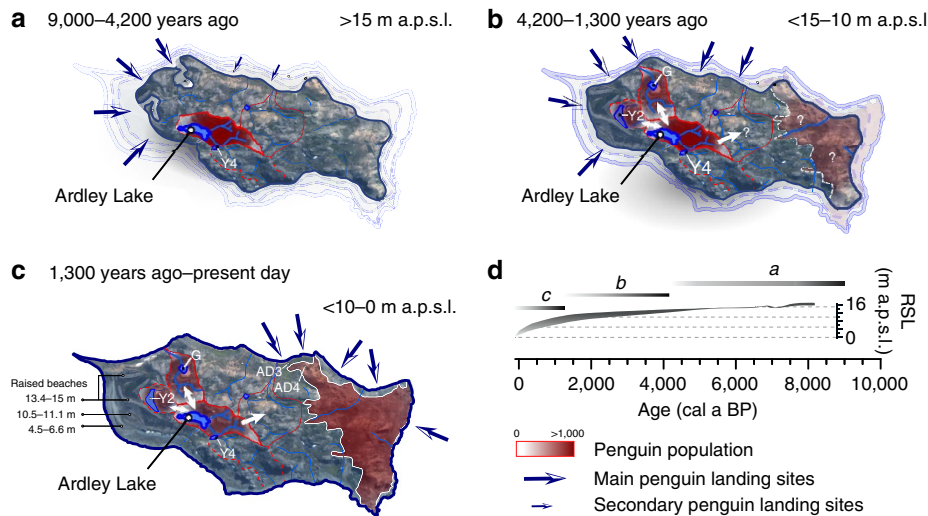 a 9,000–4,200 years ago >15 m a.p.s.l.
Y4
Ardley Lake
b 4,200–1,300 years ago <15–10 m a.p.s.l
G
Y2
?
?
?
Y4
Ardley Lake
c 1,300 years ago–present day
<10–0 m a.p.s.l.
G
AD3
AD4
Raised beaches
13.4–15 m
10.5–11.1 m
4.5–6.6 m
Y2
Y4
Ardley Lake
d
a
b
c
16
0
RSL
(m a.p.s.l.)
0 2,000 4,000 6,000 8,000 10,000
Age (cal a BP)
0 >1,000
Penguin population
Main penguin landing sites
Secondary penguin landing sites